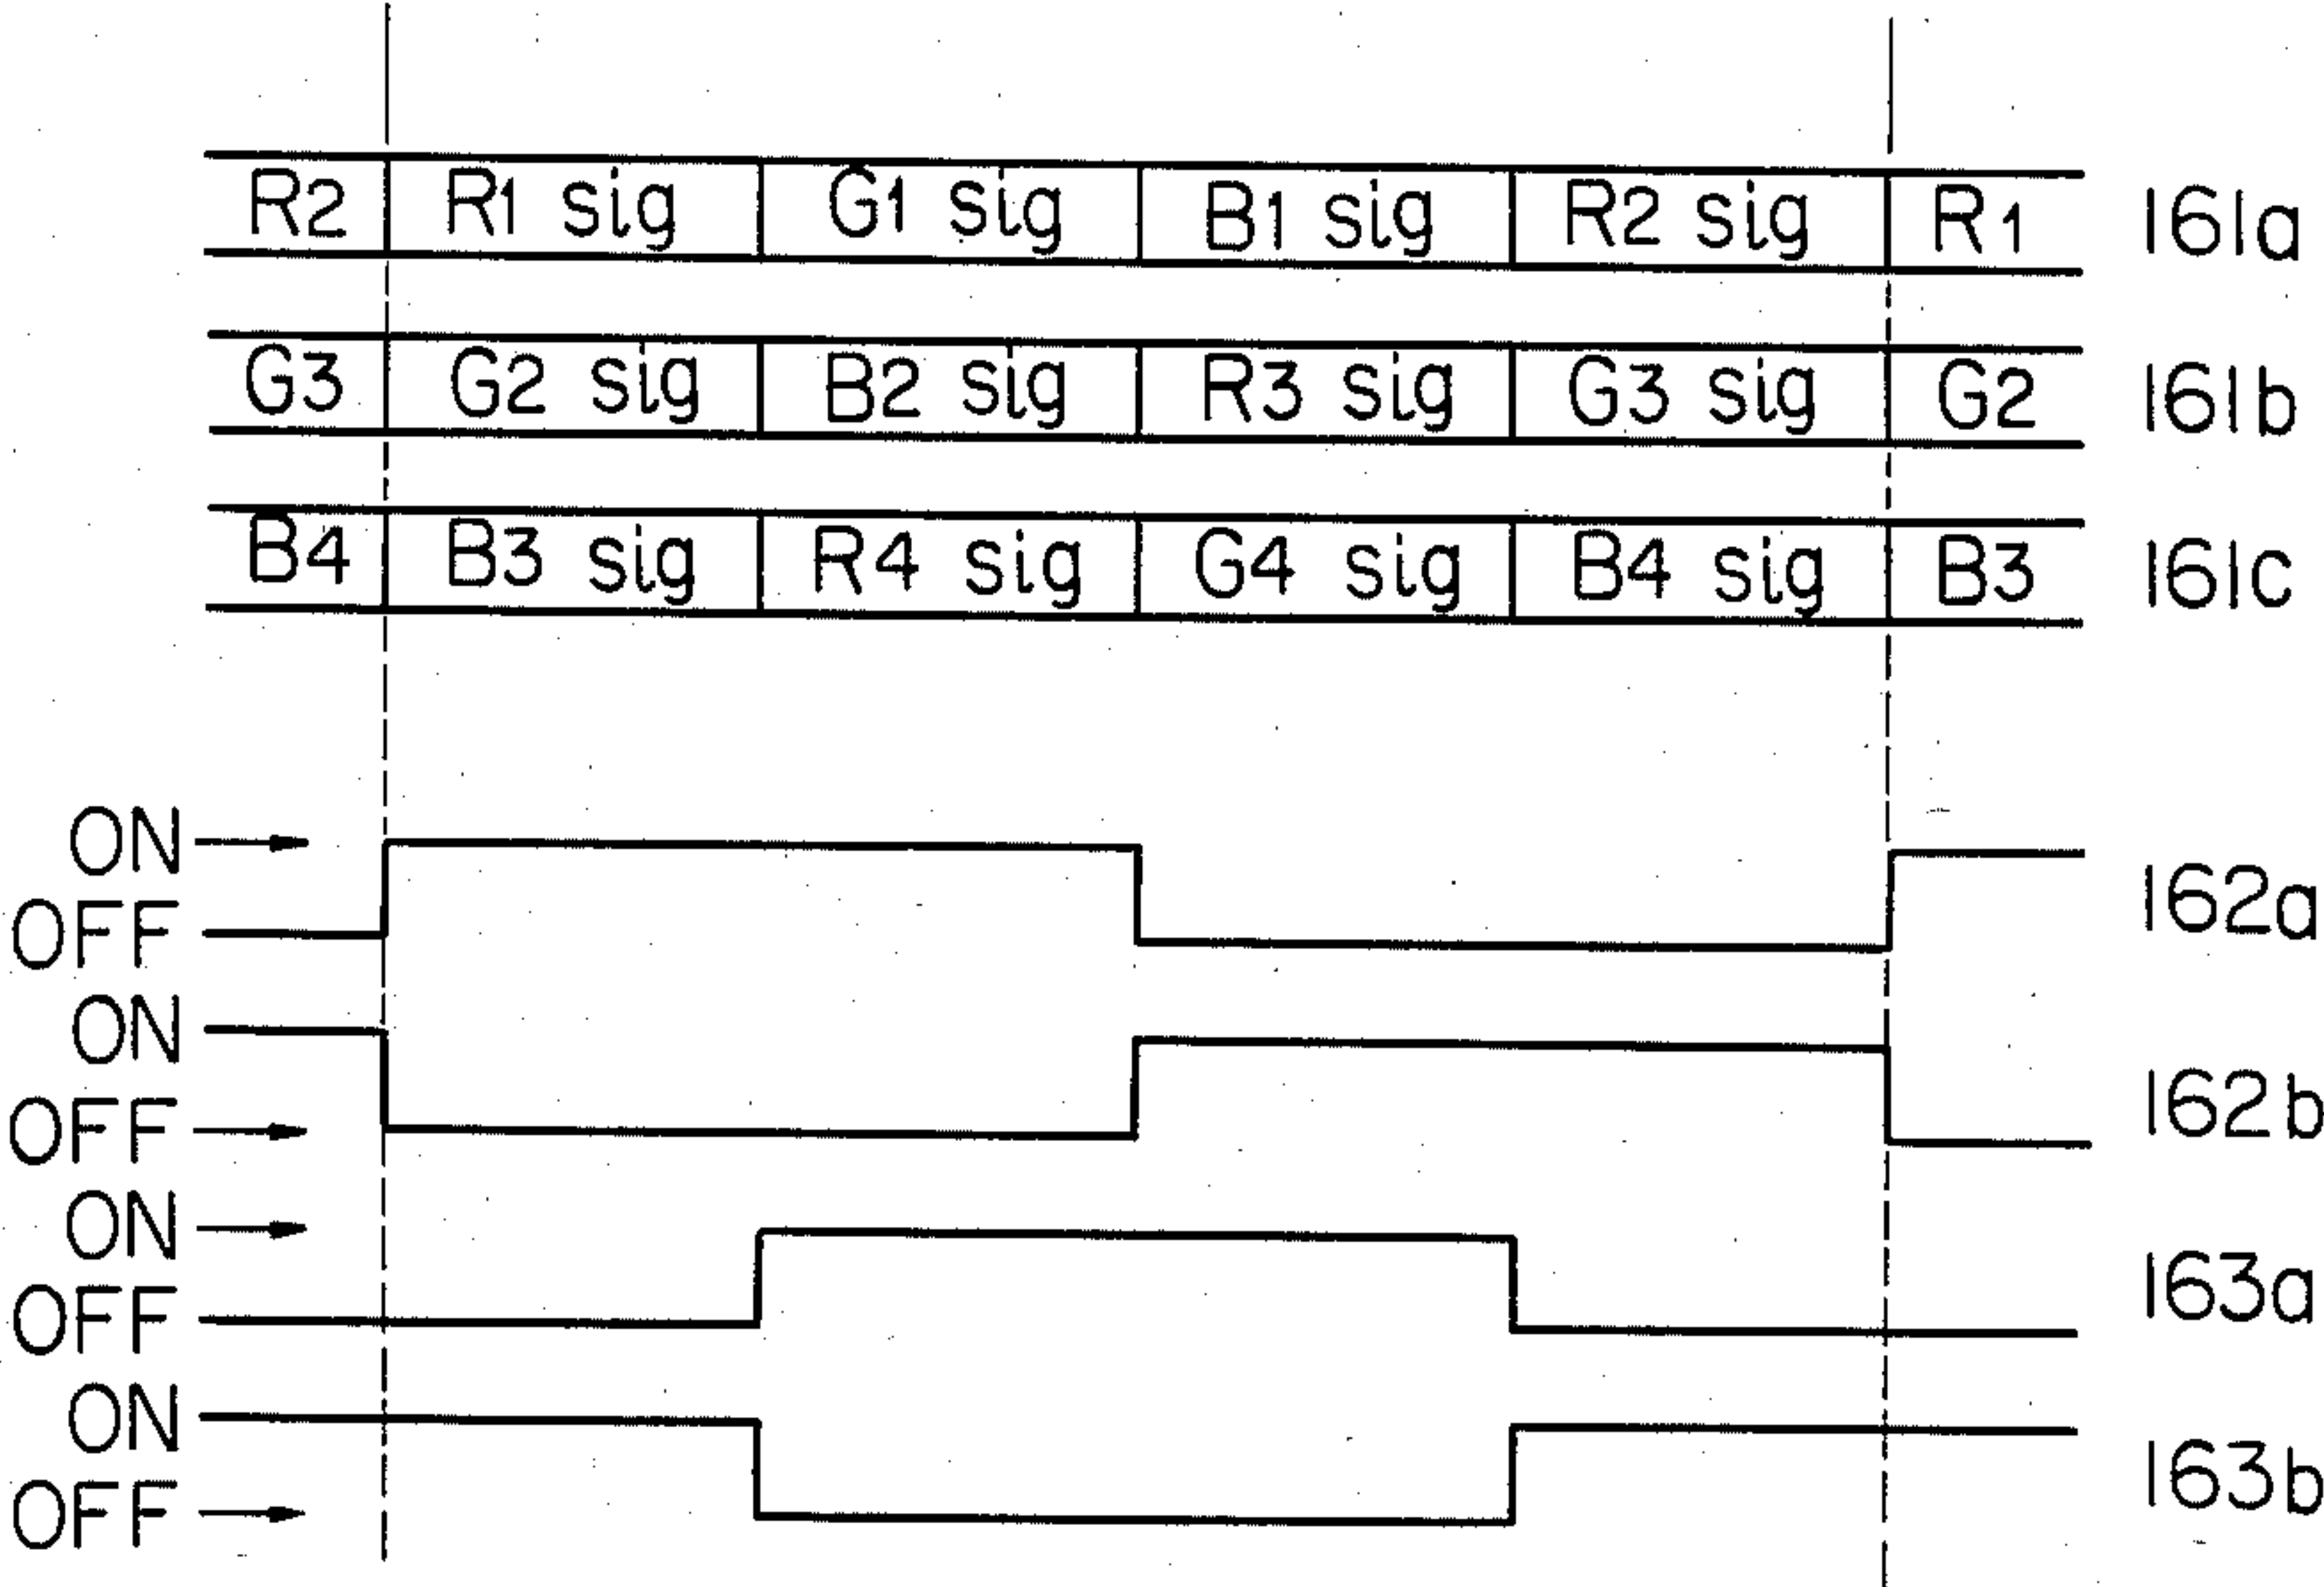 R2 R1 sig G1 sig B1 sig R2 sig R1 161a
G3 G2 sig B2 sig R3 sig G3 sig G2 161b
B4 B3 sig R4 sig G4 sig B4 sig B3 161c
ON
OFF
162a
ON
OFF
162b
ON
OFF
163a
ON
OFF
163b